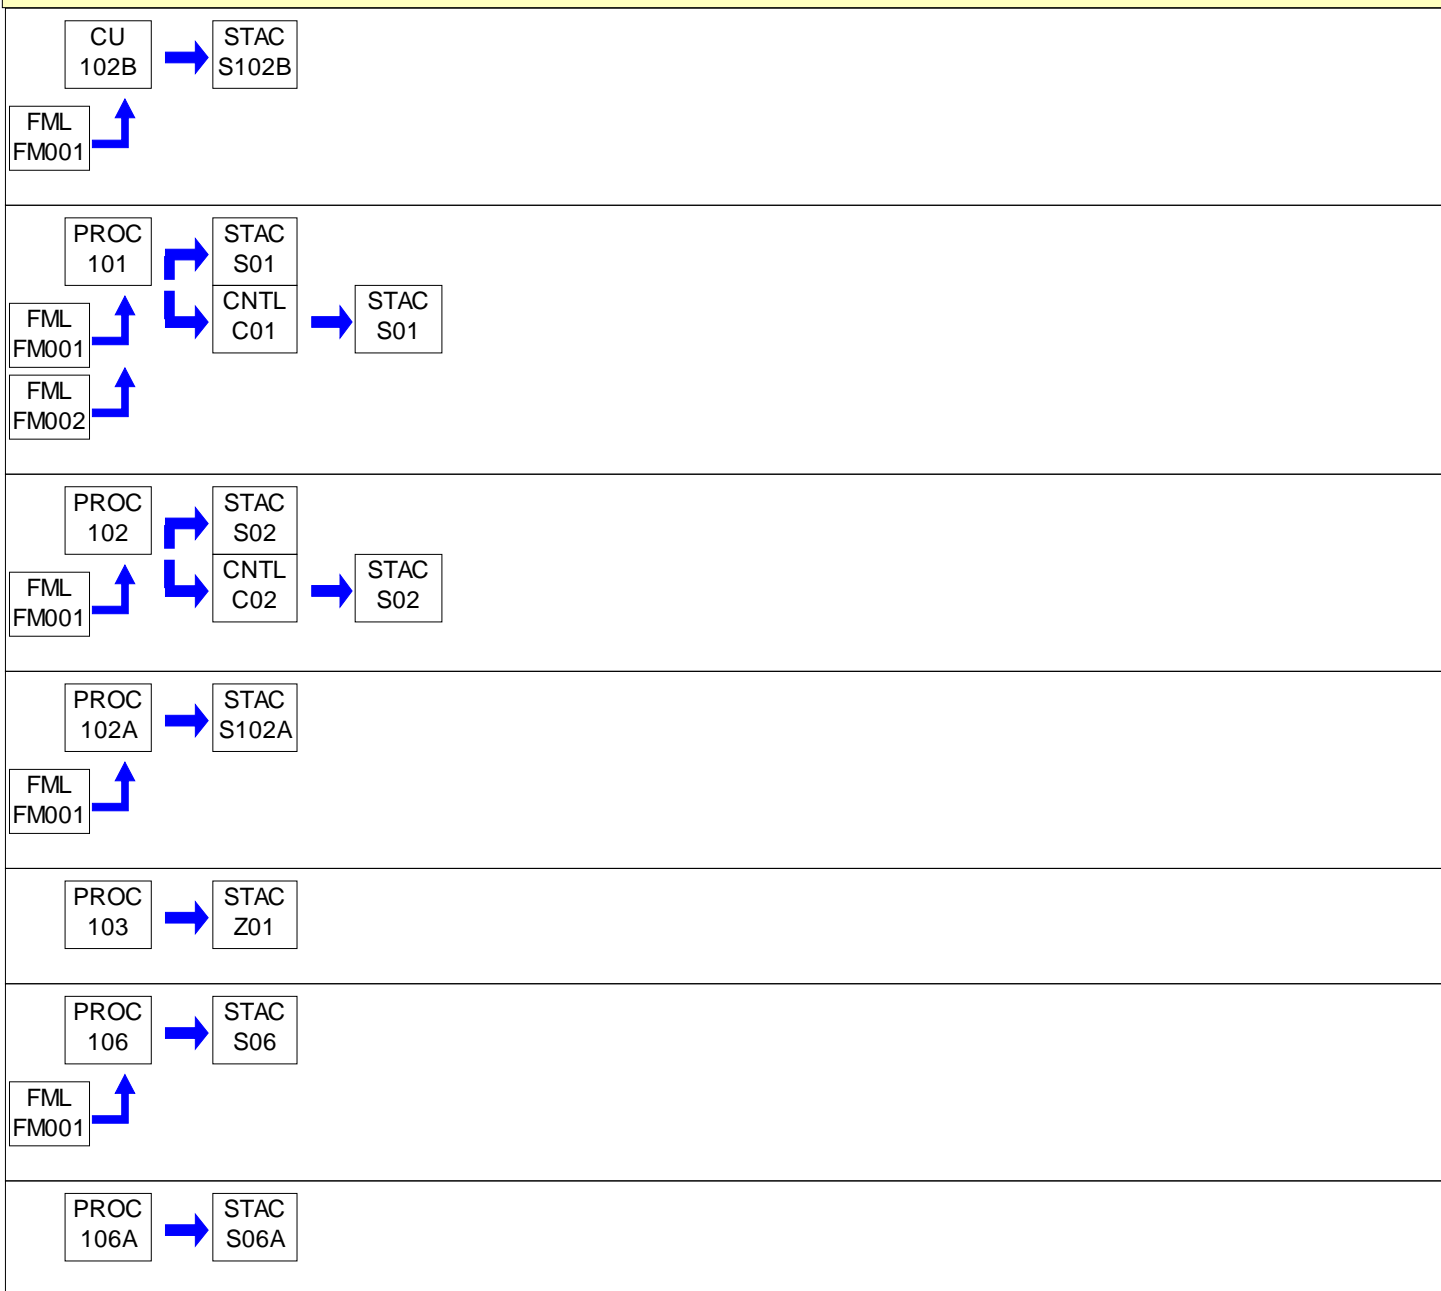 CU
102B
STAC
S102B
FML
FM001
PROC
101
STAC
S01
CNTL
C01
STAC
S01
FML
FM001
FML
FM002
PROC
102
STAC
S02
CNTL
C02
STAC
S02
FML
FM001
PROC
102A
STAC
S102A
FML
FM001
PROC
103
STAC
Z01
PROC
106
STAC
S06
FML
FM001
PROC
106A
STAC
S06A